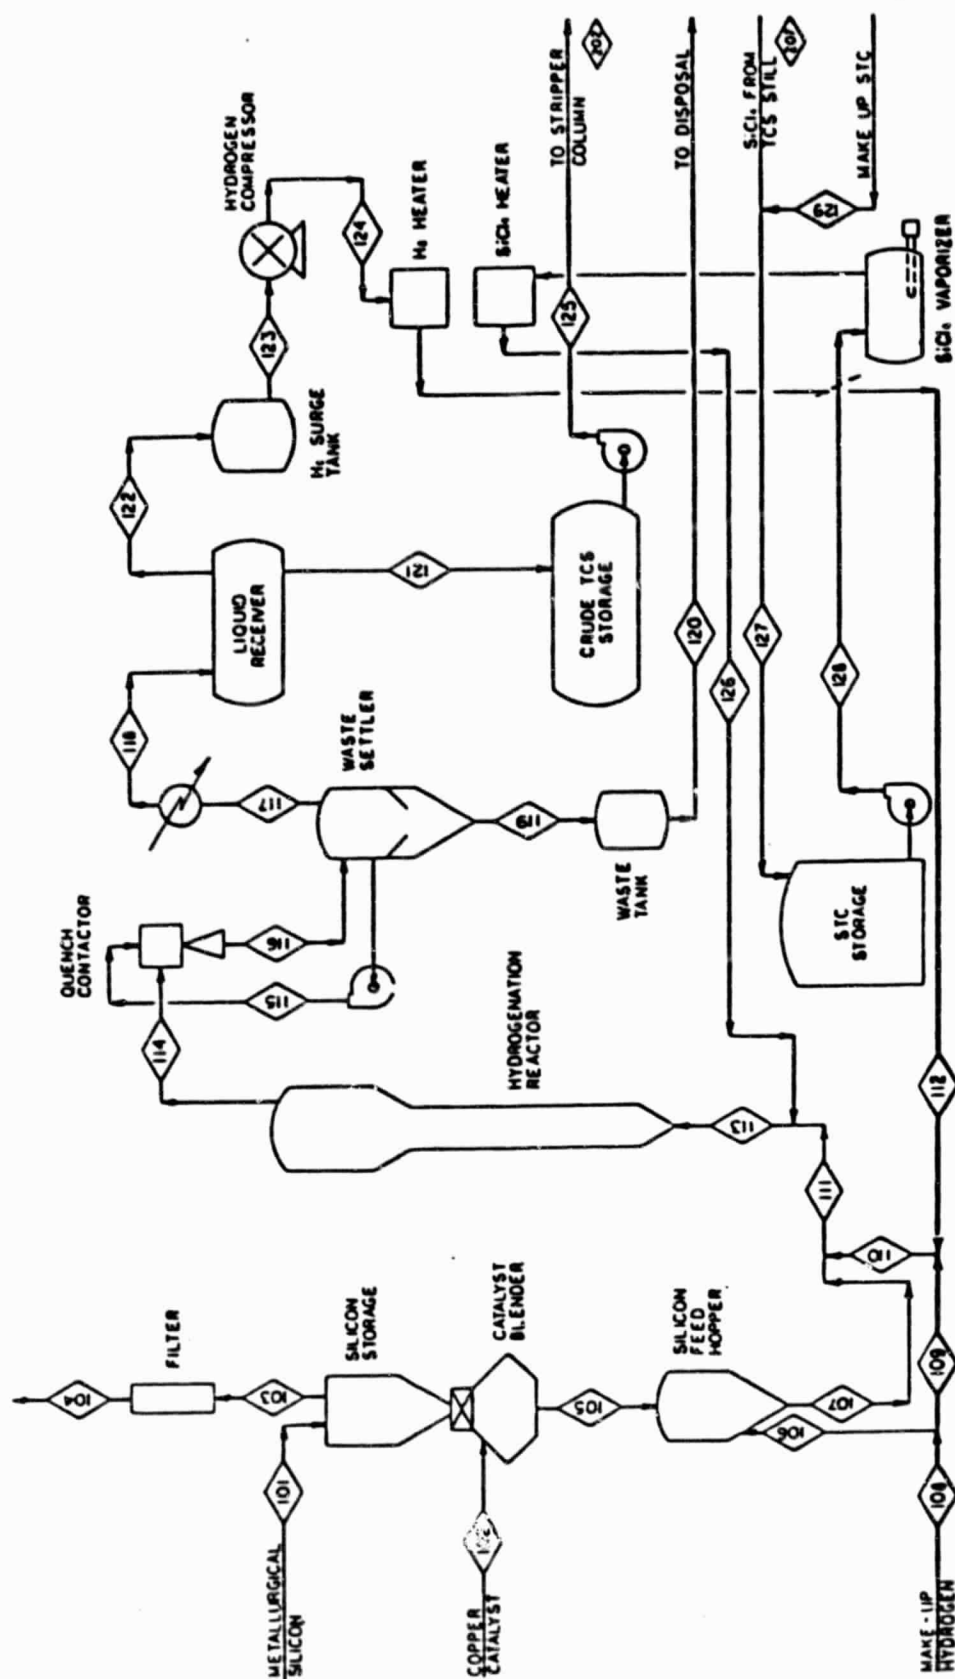 104
FILTER
103
METALLURGICAL
SILICON
101
SILICON
STORAGE
COPPER
CATALYST
CATALYST
BLENDER
105
SILICON
FEED
HOPPER
106
107
MAKE-UP
HYDROGEN
108
109
110
111
112
113
HYDROGENATION
REACTOR
114
QUENCH
CONTACTOR
115
116
117
118
WASTE
SETTLER
119
WASTE
TANK
120
TO DISPOSAL
LIQUID
RECEIVER
121
122
H₂ SURGE
TANK
123
HYDROGEN
COMPRESSOR
124
H₂ HEATER
SiCl₄ HEATER
CRUDE TCS
STORAGE
125
TO STRIPPER
COLUMN
202
126
127
SiCl₄ FROM
TCS STILL
201
129
MAKE UP STC
STC
STORAGE
128
SiCl₄ VAPORIZER